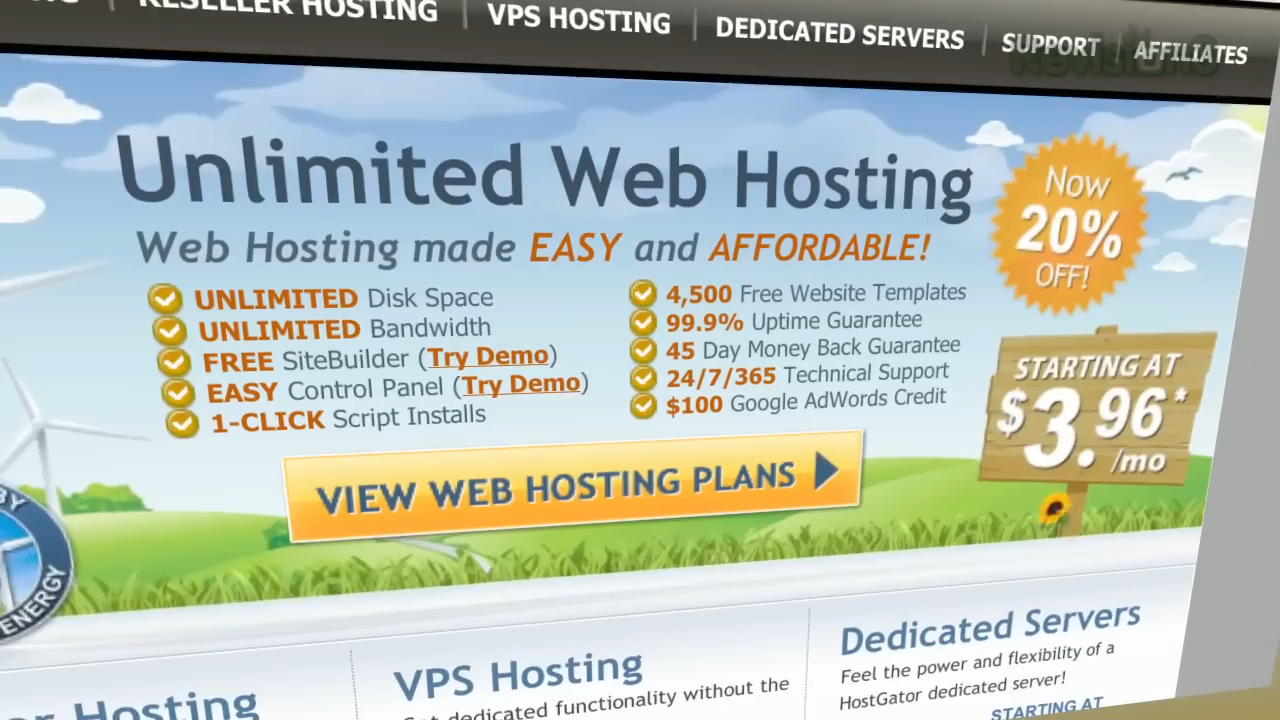 RESELLER HOSTING
VPS HOSTING
DEDICATED SERVERS
SUPPORT
AFFILIATES
Unlimited Web Hosting
Web Hosting made EASY and AFFORDABLE!
UNLIMITED Disk Space
UNLIMITED Bandwidth
FREE SiteBuilder (Try Demo)
EASY Control Panel (Try Demo)
1-CLICK Script Installs
4,500 Free Website Templates
99.9% Uptime Guarantee
45 Day Money Back Guarantee
24/7/365 Technical Support
$100 Google AdWords Credit
Now
20%
OFF!
STARTING AT
$3.96*
/mo
VIEW WEB HOSTING PLANS
BY
ENERGY
Hosting
VPS Hosting
dedicated functionality without the
Dedicated Servers
Feel the power and flexibility of a
HostGator dedicated server!
STARTING AT